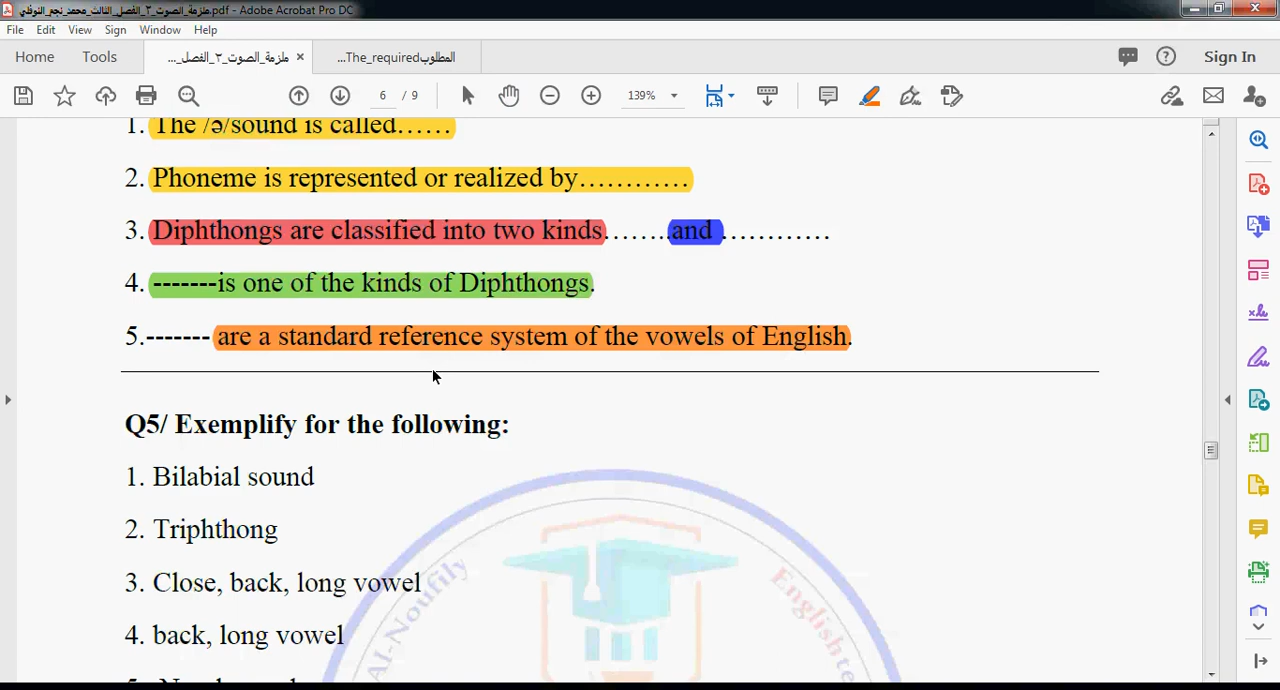 ملزمة_الصوت_٢_الفصل_الثالث_محمد_نجم_النوفلي.pdf - Adobe Acrobat Pro DC
File Edit View Sign Window Help
Home Tools ملزمة_الصوت_٢_الفصل_... × ...The_requiredالمطلوب Sign In
6 / 9 139%
1. The /ə/sound is called……
2. Phoneme is represented or realized by…………
3. Diphthongs are classified into two kinds……..and …………
4. -------is one of the kinds of Diphthongs.
5.------- are a standard reference system of the vowels of English.
Q5/ Exemplify for the following:
1. Bilabial sound
2. Triphthong
3. Close, back, long vowel
4. back, long vowel
Al-Noufily
English te